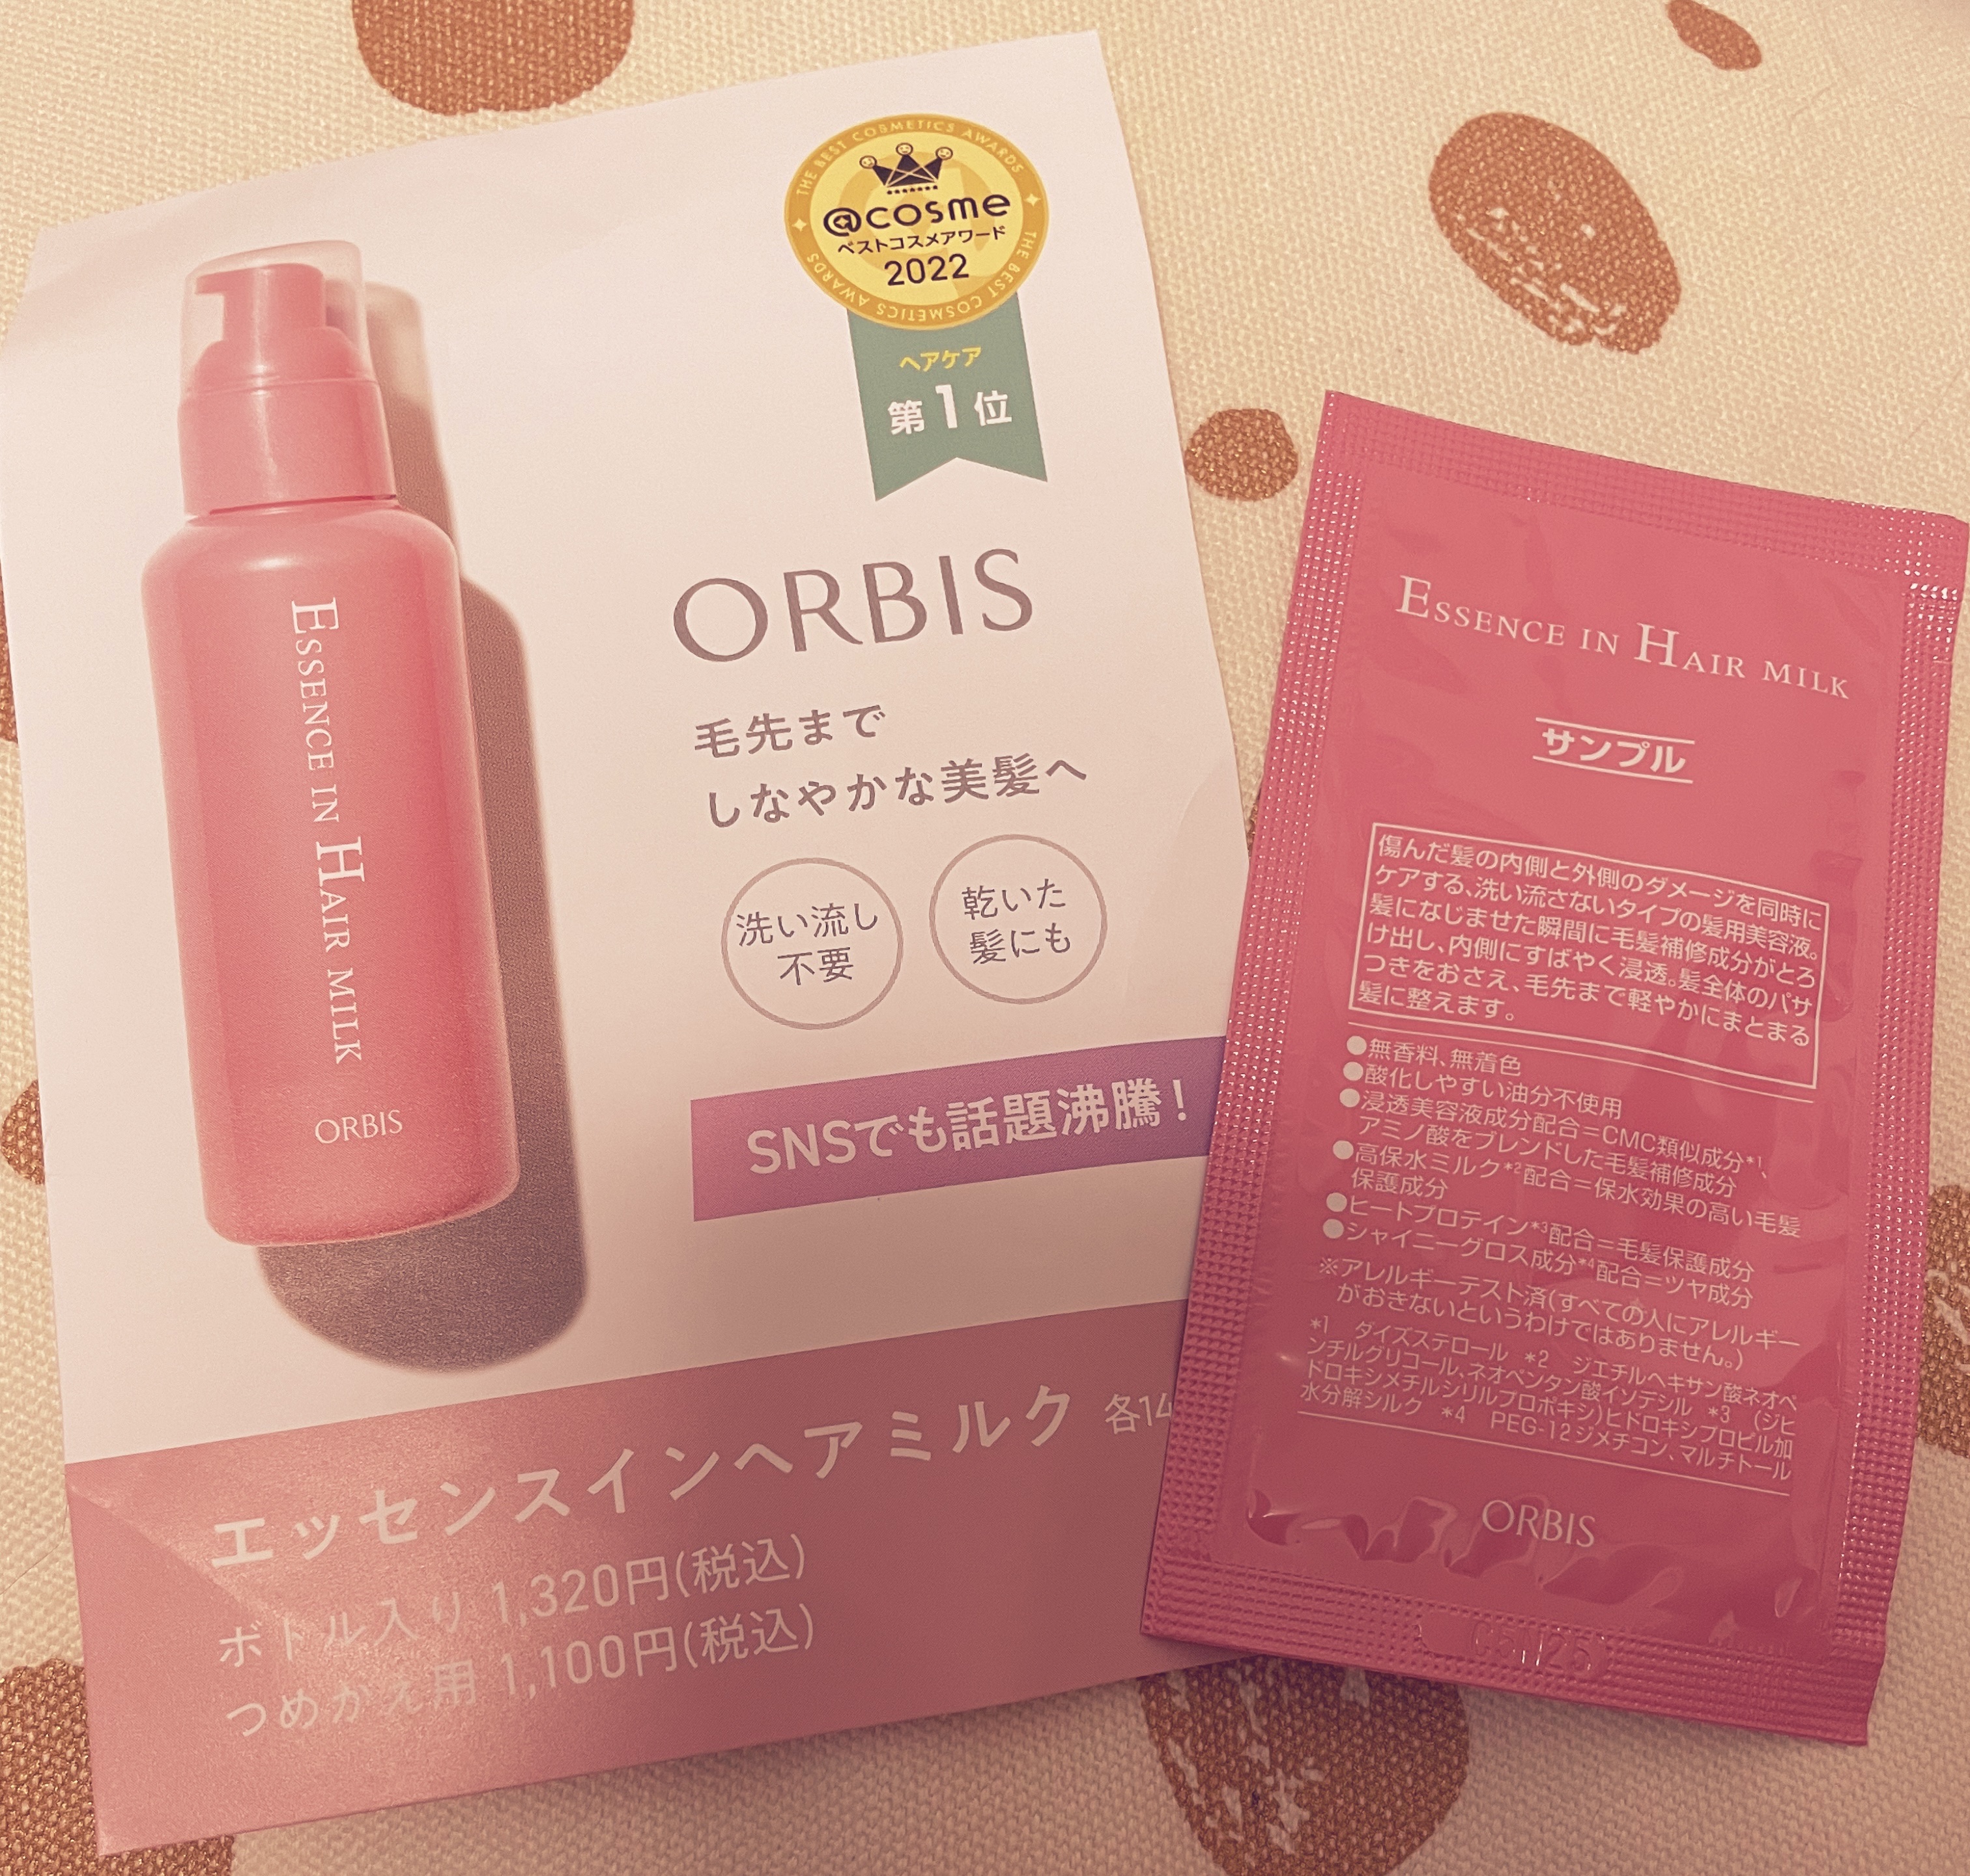 THE BEST COSMETICS AWARDS
@cosme
ベストコスメアワード
2022
THE BEST COSMETICS AWARDS
ヘアケア
第1位
ORBIS
毛先まで
しなやかな美髪へ
洗い流し
不要
乾いた
髪にも
SNSでも話題沸騰!
ESSENCE IN HAIR MILK
ORBIS
エッセンスインヘアミルク 各14
ボトル入り 1,320円(税込)
つめかえ用 1,100円(税込)
ESSENCE IN HAIR MILK
サンプル
傷んだ髪の内側と外側のダメージを同時に
ケアする、洗い流さないタイプの髪用美容液。
髪になじませた瞬間に毛髪補修成分がとろ
け出し、内側にすばやく浸透。髪全体のパサ
つきをおさえ、毛先まで軽やかにまとまる
髪に整えます。
●無香料、無着色
●酸化しやすい油分不使用
●浸透美容液成分配合=CMC類似成分*1、
アミノ酸をブレンドした毛髪補修成分
●高保水ミルク*2配合=保水効果の高い毛髪
保護成分
●ヒートプロテイン*3配合=毛髪保護成分
●シャイニーグロス成分*4配合=ツヤ成分
※アレルギーテスト済(すべての人にアレルギー
がおきないというわけではありません。)
*1 ダイズステロール *2 ジエチルヘキサン酸ネオペ
ンチルグリコール、ネオペンタン酸イソデシル *3 (ジヒ
ドロキシメチルシリルプロポキシ)ヒドロキシプロピル加
水分解シルク *4 PEG-12ジメチコン、マルチトール
ORBIS